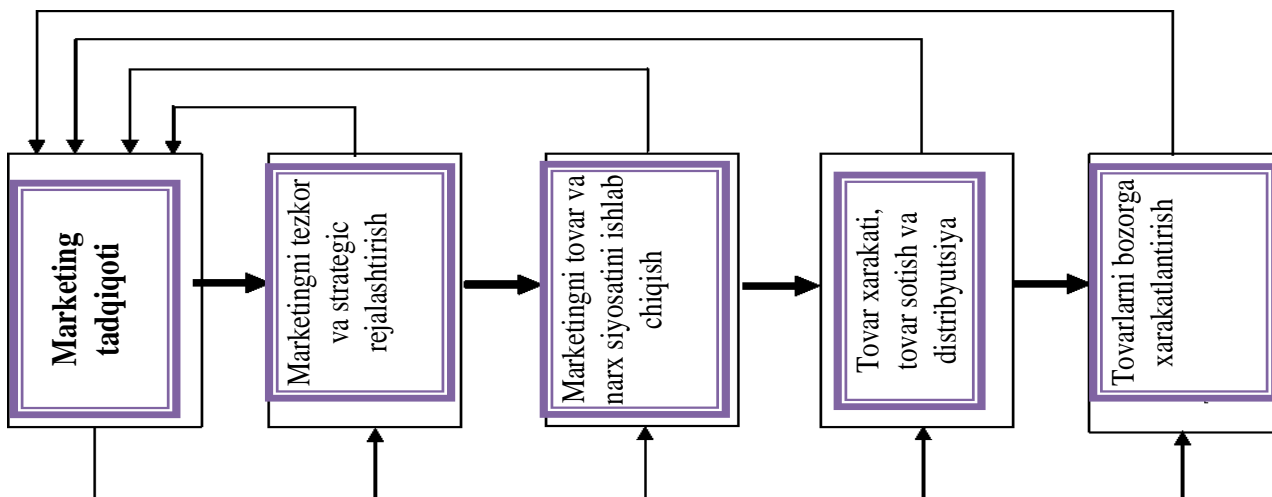 Marketing
tadqiqoti
Marketingni tezkor
va strategic
rejalashtirish
Marketingni tovar va
narx siyosatini ishlab
chiqish
Tovar xarakati,
tovar sotish va
distribyutsiya
Tovarlarni bozorga
xarakatlantirish